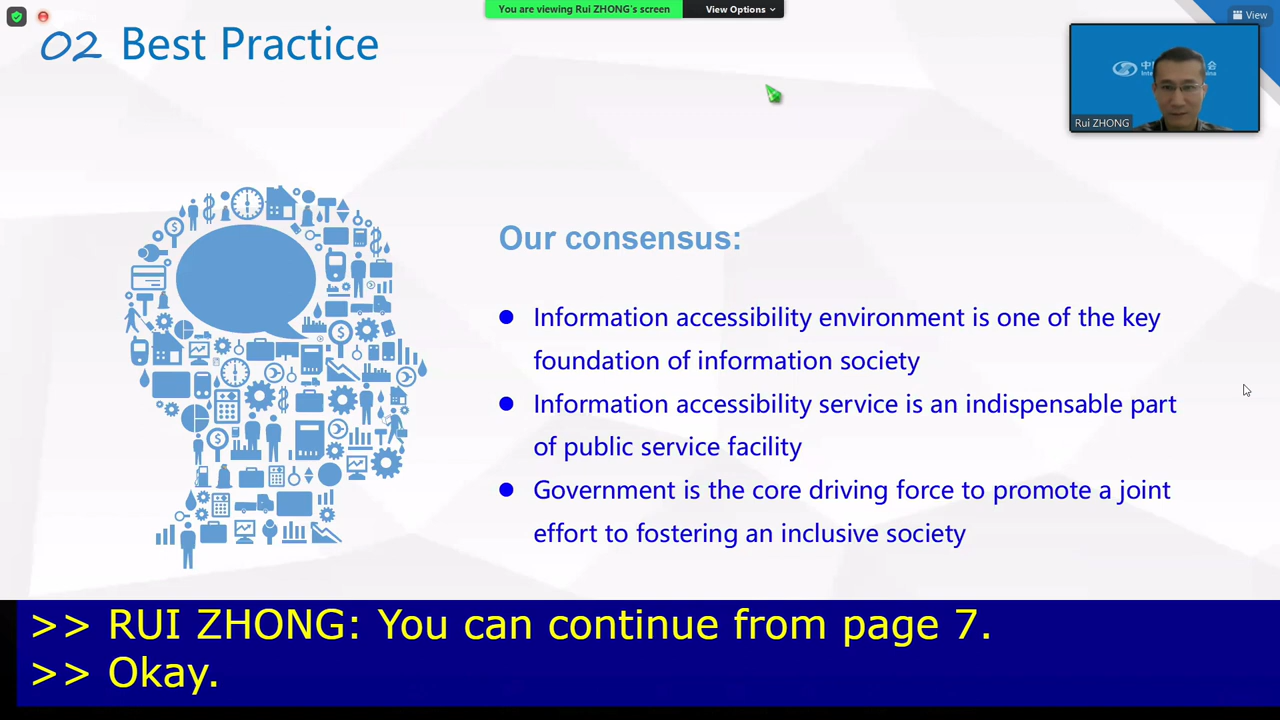 You are viewing Rui ZHONG's screen
View Options
View
02 Best Practice
Rui ZHONG
Our consensus:
Information accessibility environment is one of the key
foundation of information society
Information accessibility service is an indispensable part
of public service facility
Government is the core driving force to promote a joint
effort to fostering an inclusive society
>> RUI ZHONG: You can continue from page 7.
>> Okay.